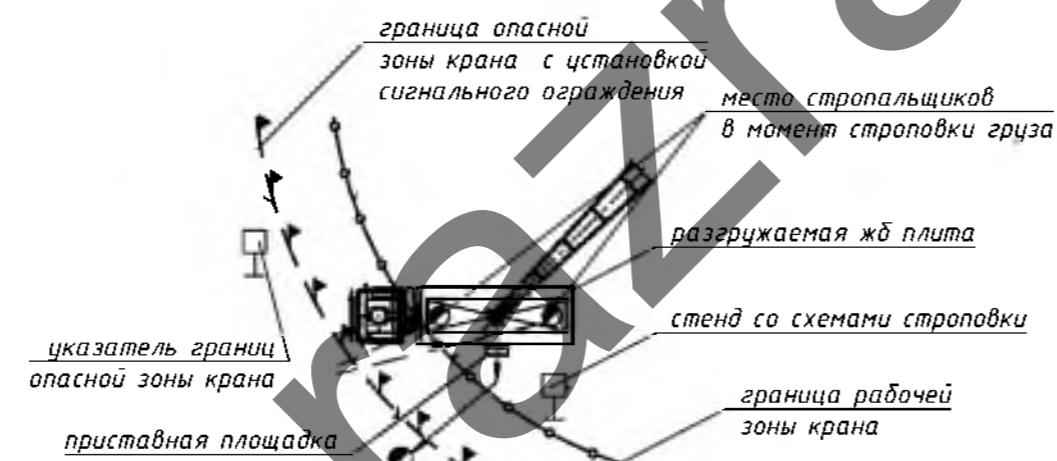 граница опасной
зоны крана с установкой
сигнального ограждения
место стропальщиков
в момент строповки груза
разгружаемая жб плита
стенд со схемами строповки
указатель границ
опасной зоны крана
граница рабочей
зоны крана
приставная площадка